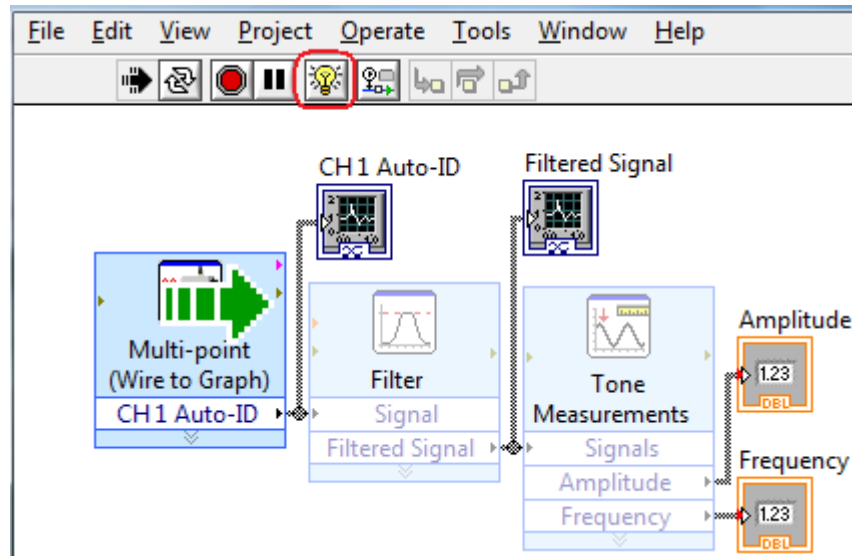 File Edit View Project Operate Tools Window Help
CH 1 Auto-ID
Filtered Signal
Multi-point
(Wire to Graph)
CH 1 Auto-ID
Filter
Signal
Filtered Signal
Tone
Measurements
Signals
Amplitude
Frequency
Amplitude
1.23
DBL
Frequency
1.23
DBL